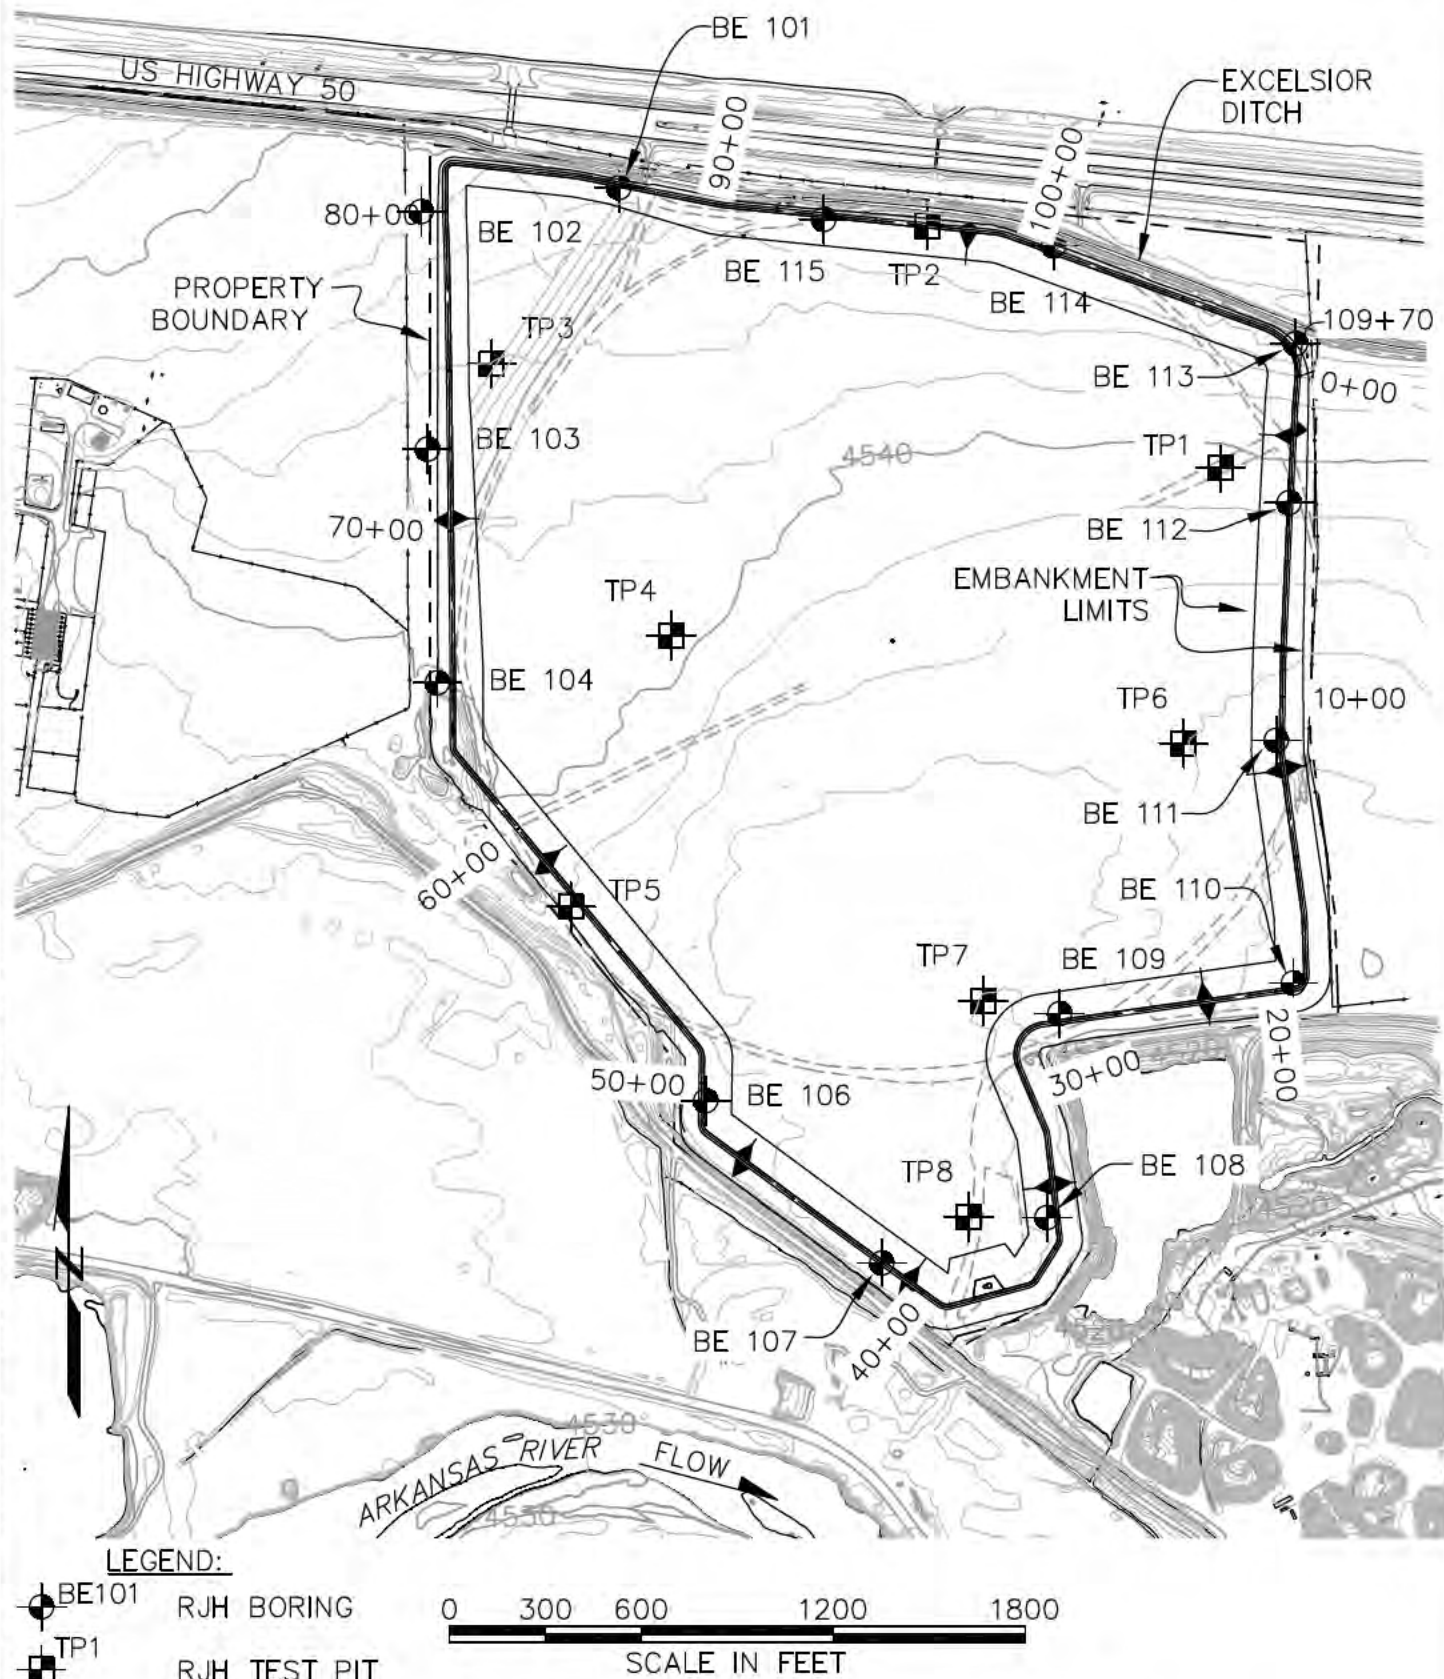 BE 101
US HIGHWAY 50
EXCELSIOR
DITCH
90+00
100+00
80+00
BE 102
BE 115
TP2
BE 114
PROPERTY
BOUNDARY
TP3
109+70
BE 113
0+00
BE 103
4540
TP1
70+00
BE 112
EMBANKMENT
LIMITS
TP4
BE 104
TP6
10+00
BE 111
60+00
TP5
BE 110
TP7
BE 109
20+00
30+00
50+00
BE 106
TP8
BE 108
BE 107
40+00
4530
ARKANSAS RIVER
FLOW
LEGEND:
BE101
RJH BORING
0 300 600 1200 1800
TP1
RJH TEST PIT
SCALE IN FEET